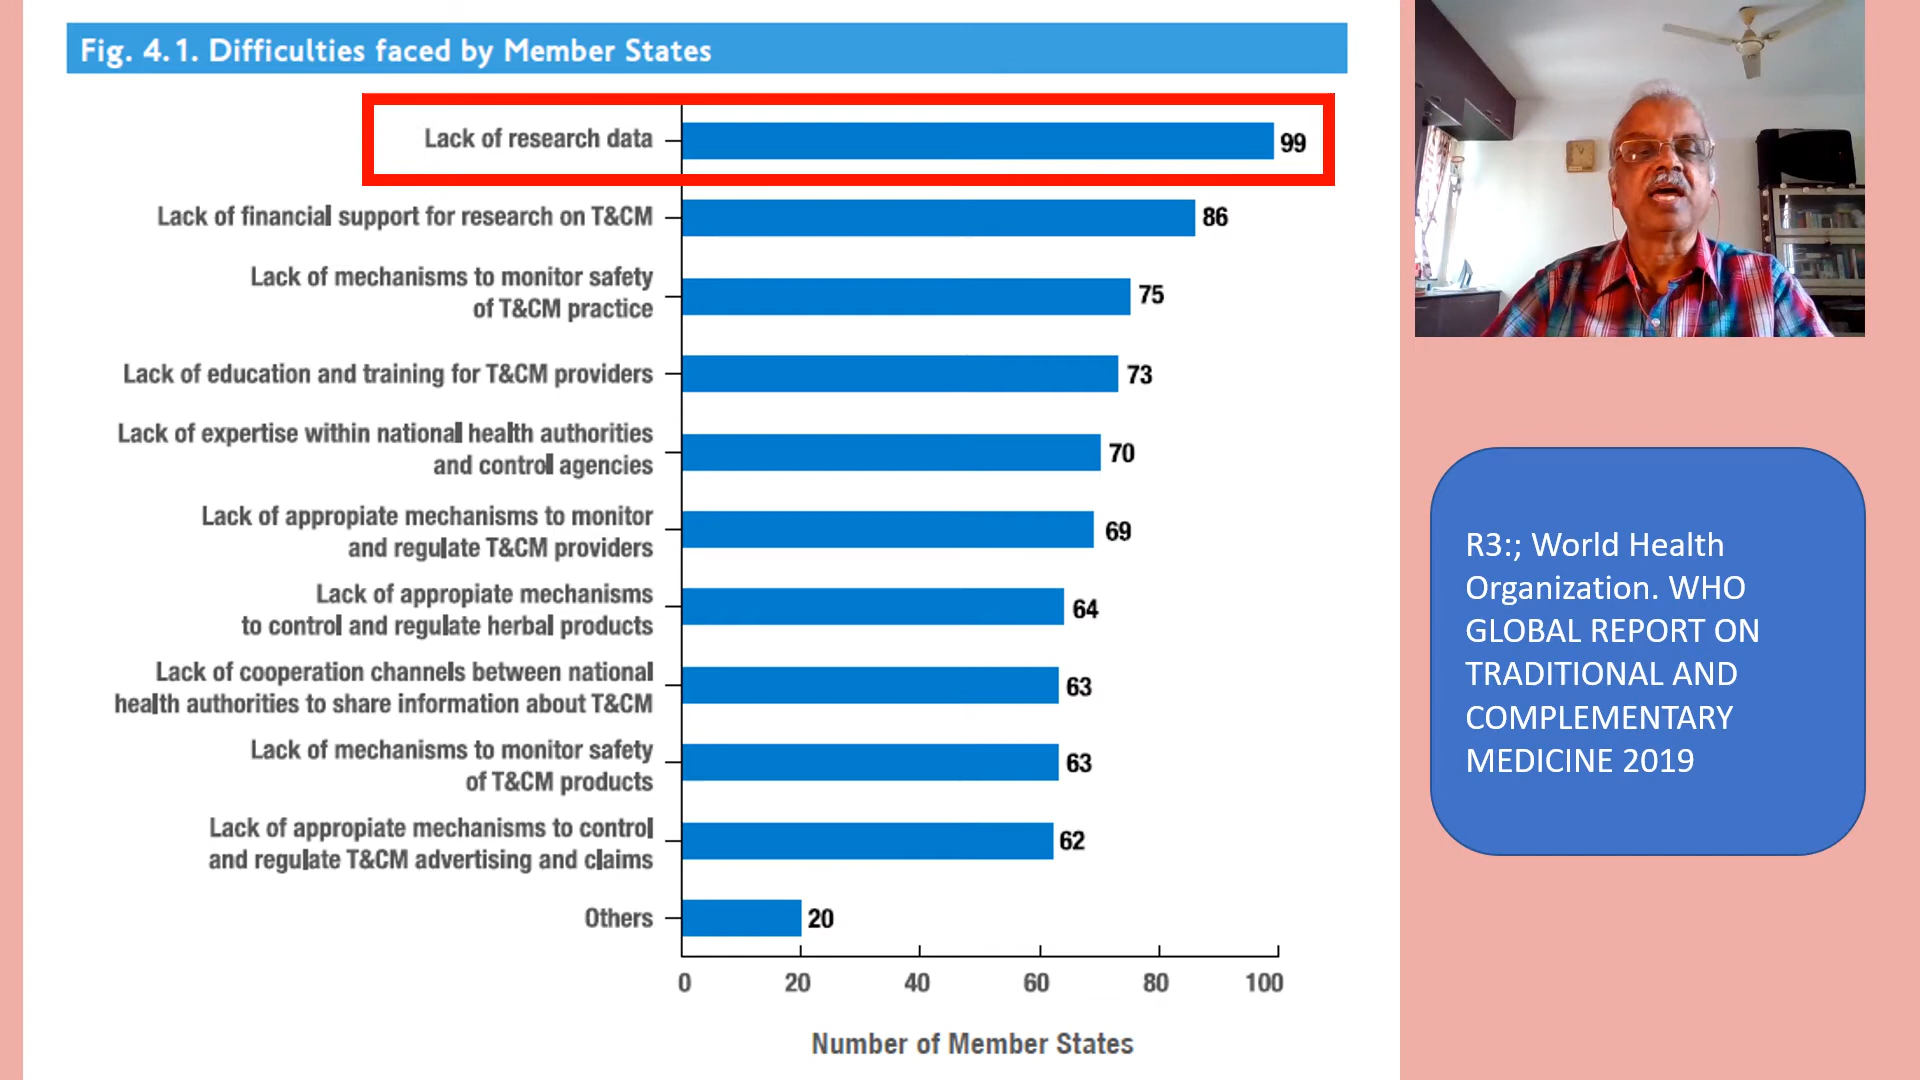 Fig. 4.1. Difficulties faced by Member States
Lack of research data
99
Lack of financial support for research on T&CM
86
Lack of mechanisms to monitor safety
of T&CM practice
75
Lack of education and training for T&CM providers
73
Lack of expertise within national health authorities
and control agencies
70
Lack of appropiate mechanisms to monitor
and regulate T&CM providers
69
Lack of appropiate mechanisms
to control and regulate herbal products
64
Lack of cooperation channels between national
health authorities to share information about T&CM
63
Lack of mechanisms to monitor safety
of T&CM products
63
Lack of appropiate mechanisms to control
and regulate T&CM advertising and claims
62
Others
20
0 20 40 60 80 100
Number of Member States
R3:; World Health
Organization. WHO
GLOBAL REPORT ON
TRADITIONAL AND
COMPLEMENTARY
MEDICINE 2019